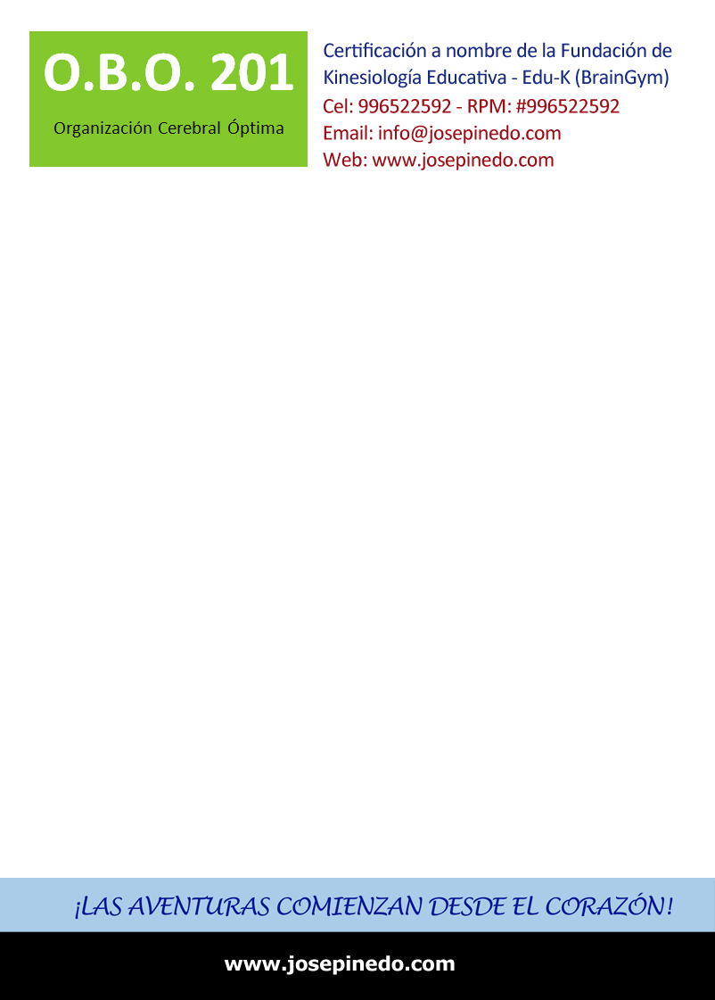 O.B.O. 201
Organización Cerebral Óptima
Certificación a nombre de la Fundación de
Kinesiología Educativa - Edu-K (BrainGym)
Cel: 996522592 - RPM: #996522592
Email: info@josepinedo.com
Web: www.josepinedo.com
¡LAS AVENTURAS COMIENZAN DESDE EL CORAZÓN!
www.josepinedo.com